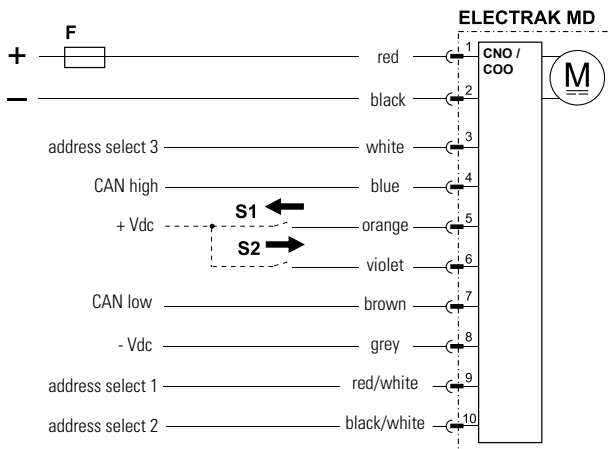 ELECTRAK MD
F
+ red 1 CNO /
COO
M
– black 2
address select 3 white 3
CAN high blue 4
S1
+ Vdc orange 5
S2
violet 6
CAN low brown 7
- Vdc grey 8
address select 1 red/white 9
address select 2 black/white 10